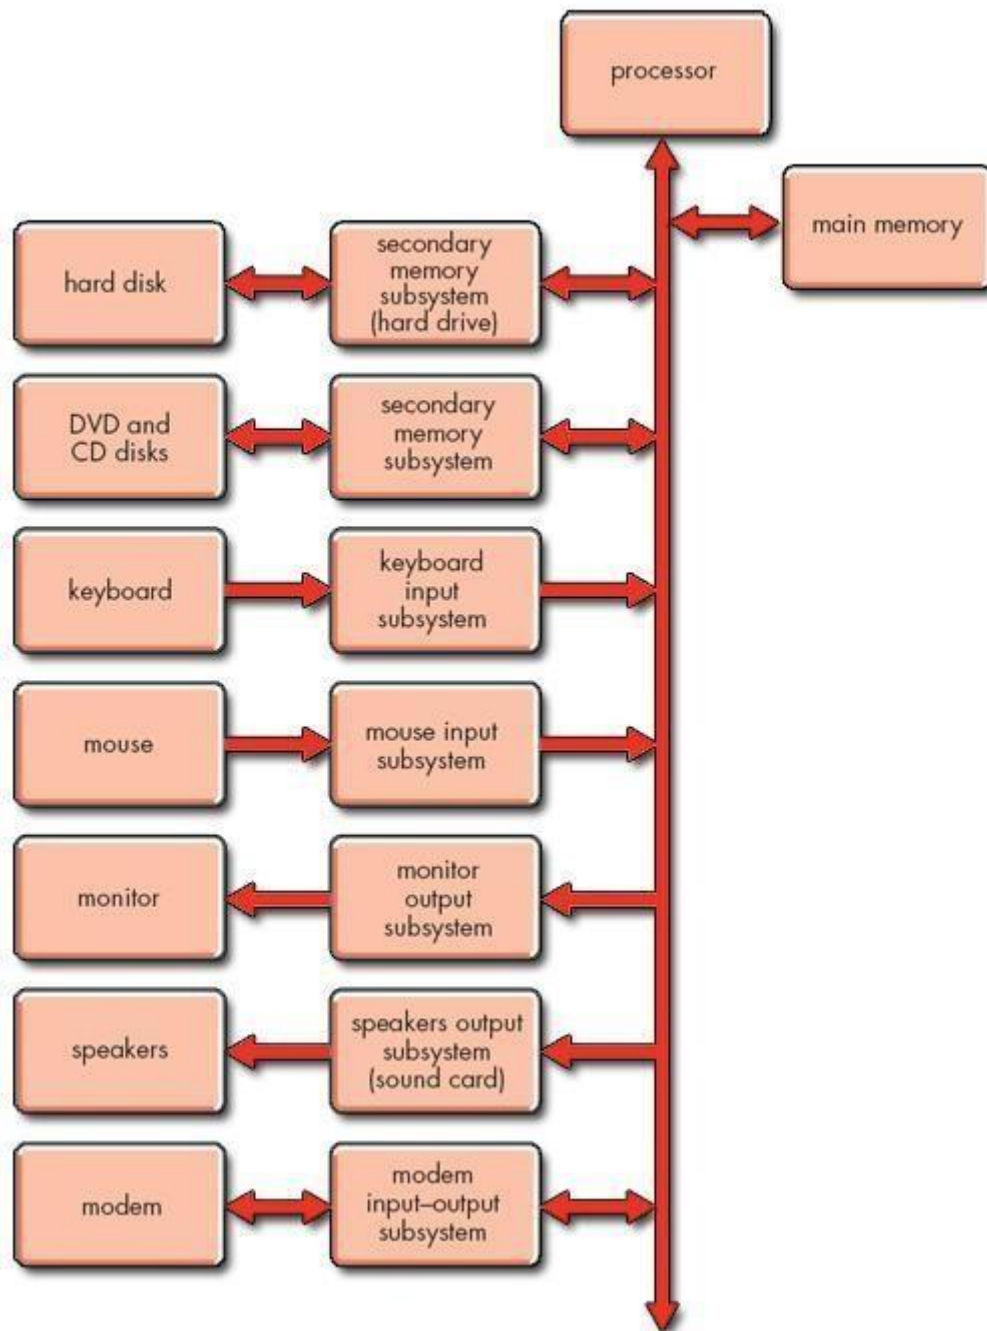 processor
main memory
hard disk
secondary
memory
subsystem
(hard drive)
DVD and
CD disks
secondary
memory
subsystem
keyboard
keyboard
input
subsystem
mouse
mouse input
subsystem
monitor
monitor
output
subsystem
speakers
speakers output
subsystem
(sound card)
modem
modem
input–output
subsystem